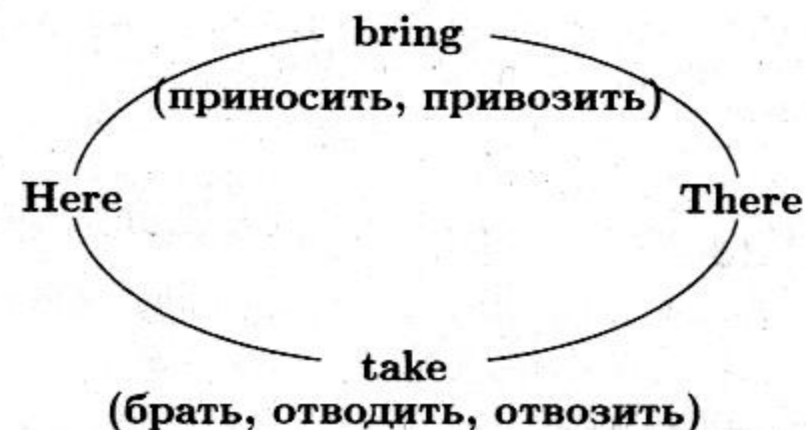 bring
(приносить, привозить)
Here There
take
(брать, отводить, отвозить)